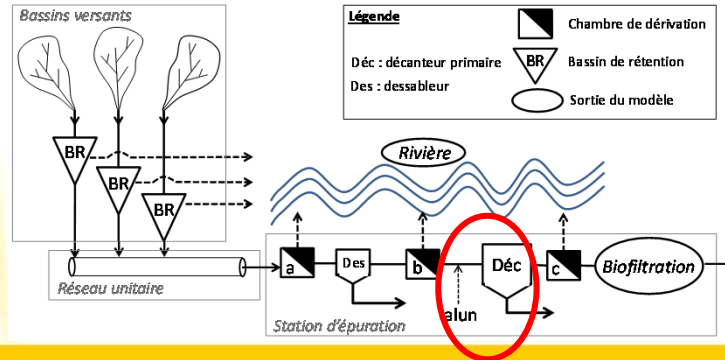 Bassins versants
Légende
Chambre de dérivation
Déc : décanteur primaire
BR
Bassin de rétention
Des : dessableur
Sortie du modèle
BR
BR
BR
Rivière
a
Des
b
Déc
c
Biofiltration
Réseau unitaire
alun
Station d'épuration